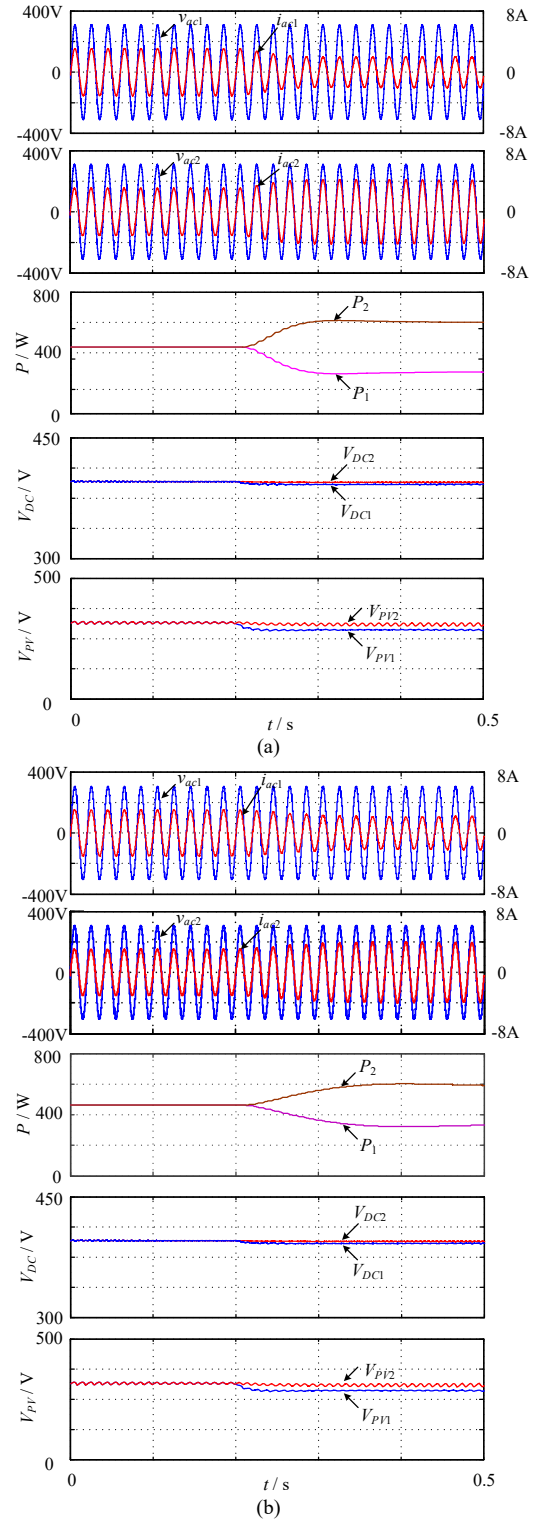 400V 8A
v_ac1 i_ac1
0 0
-400V -8A
400V 8A
v_ac2 i_ac2
0 0
-400V -8A
800
P_2
P / W
400
P_1
0
450
V_DC2
V_DC / V
V_DC1
300
500
V_PV2
V_PV / V
V_PV1
0
0 t / s 0.5
(a)
400V 8A
v_ac1 i_ac1
0 0
-400V -8A
400V 8A
v_ac2 i_ac2
0 0
-400V -8A
800
P_2
P / W
400
P_1
0
450
V_DC2
V_DC / V
V_DC1
300
500
V_PV2
V_PV / V
V_PV1
0
0 t / s 0.5
(b)